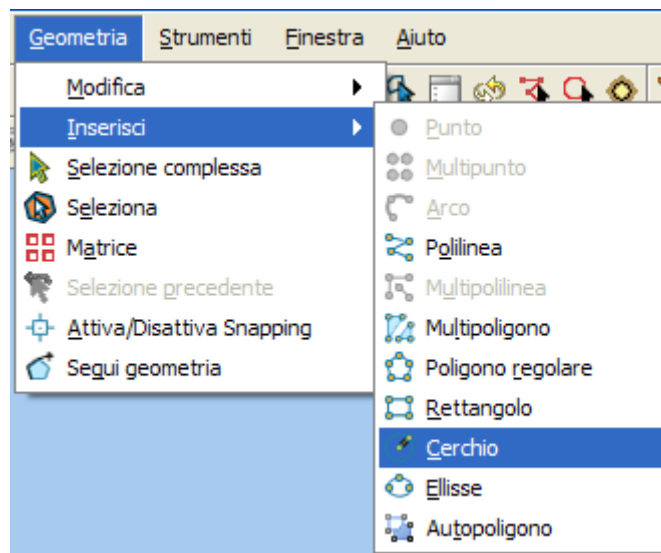 Geometria Strumenti Finestra Aiuto
Modifica
Inserisci
Selezione complessa
Seleziona
Matrice
Selezione precedente
Attiva/Disattiva Snapping
Segui geometria
Punto
Multipunto
Arco
Polilinea
Multipolilinea
Multipoligono
Poligono regolare
Rettangolo
Cerchio
Ellisse
Autopoligono